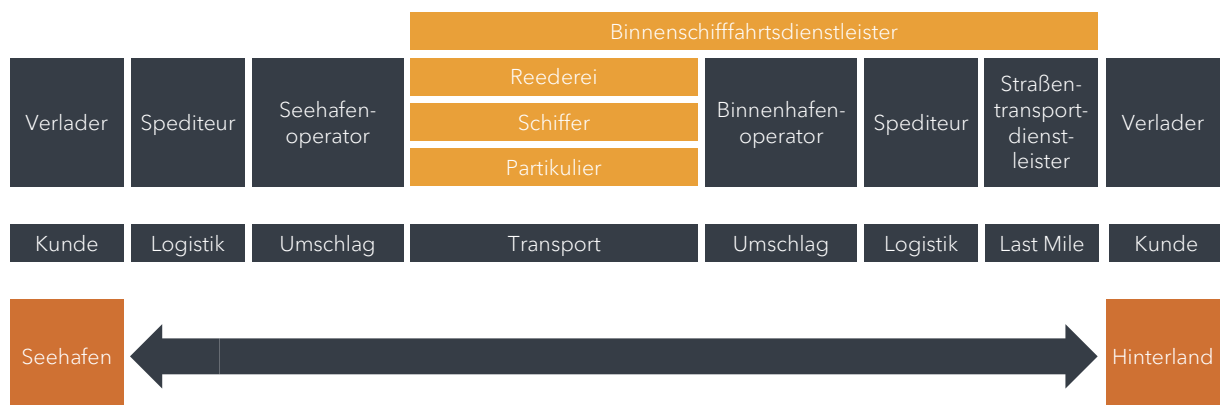 Binnenschifffahrtsdienstleister
Verlader
Spediteur
Seehafen-
operator
Reederei
Schiffer
Partikulier
Binnenhafen-
operator
Spediteur
Straßen-
transport-
dienst-
leister
Verlader
Kunde
Logistik
Umschlag
Transport
Umschlag
Logistik
Last Mile
Kunde
Seehafen
Hinterland